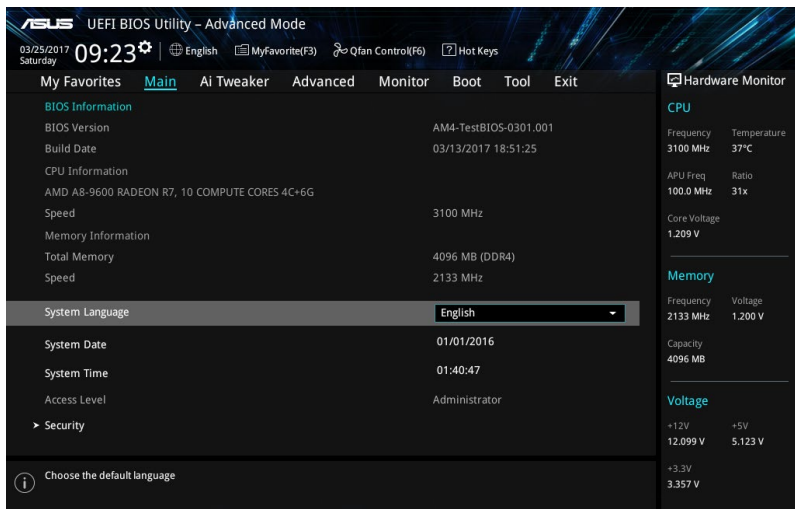 ASUS UEFI BIOS Utility – Advanced Mode
03/25/2017 Saturday 09:23 English MyFavorite(F3) Qfan Control(F6) ? Hot Keys
My Favorites Main Ai Tweaker Advanced Monitor Boot Tool Exit
BIOS Information
BIOS Version AM4-TestBIOS-0301.001
Build Date 03/13/2017 18:51:25
CPU Information
AMD A8-9600 RADEON R7, 10 COMPUTE CORES 4C+6G
Speed 3100 MHz
Memory Information
Total Memory 4096 MB (DDR4)
Speed 2133 MHz
System Language English
System Date 01/01/2016
System Time 01:40:47
Access Level Administrator
Security
Choose the default language
Hardware Monitor
CPU
Frequency Temperature
3100 MHz 37°C
APU Freq Ratio
100.0 MHz 31x
Core Voltage
1.209 V
Memory
Frequency Voltage
2133 MHz 1.200 V
Capacity
4096 MB
Voltage
+12V +5V
12.099 V 5.123 V
+3.3V
3.357 V